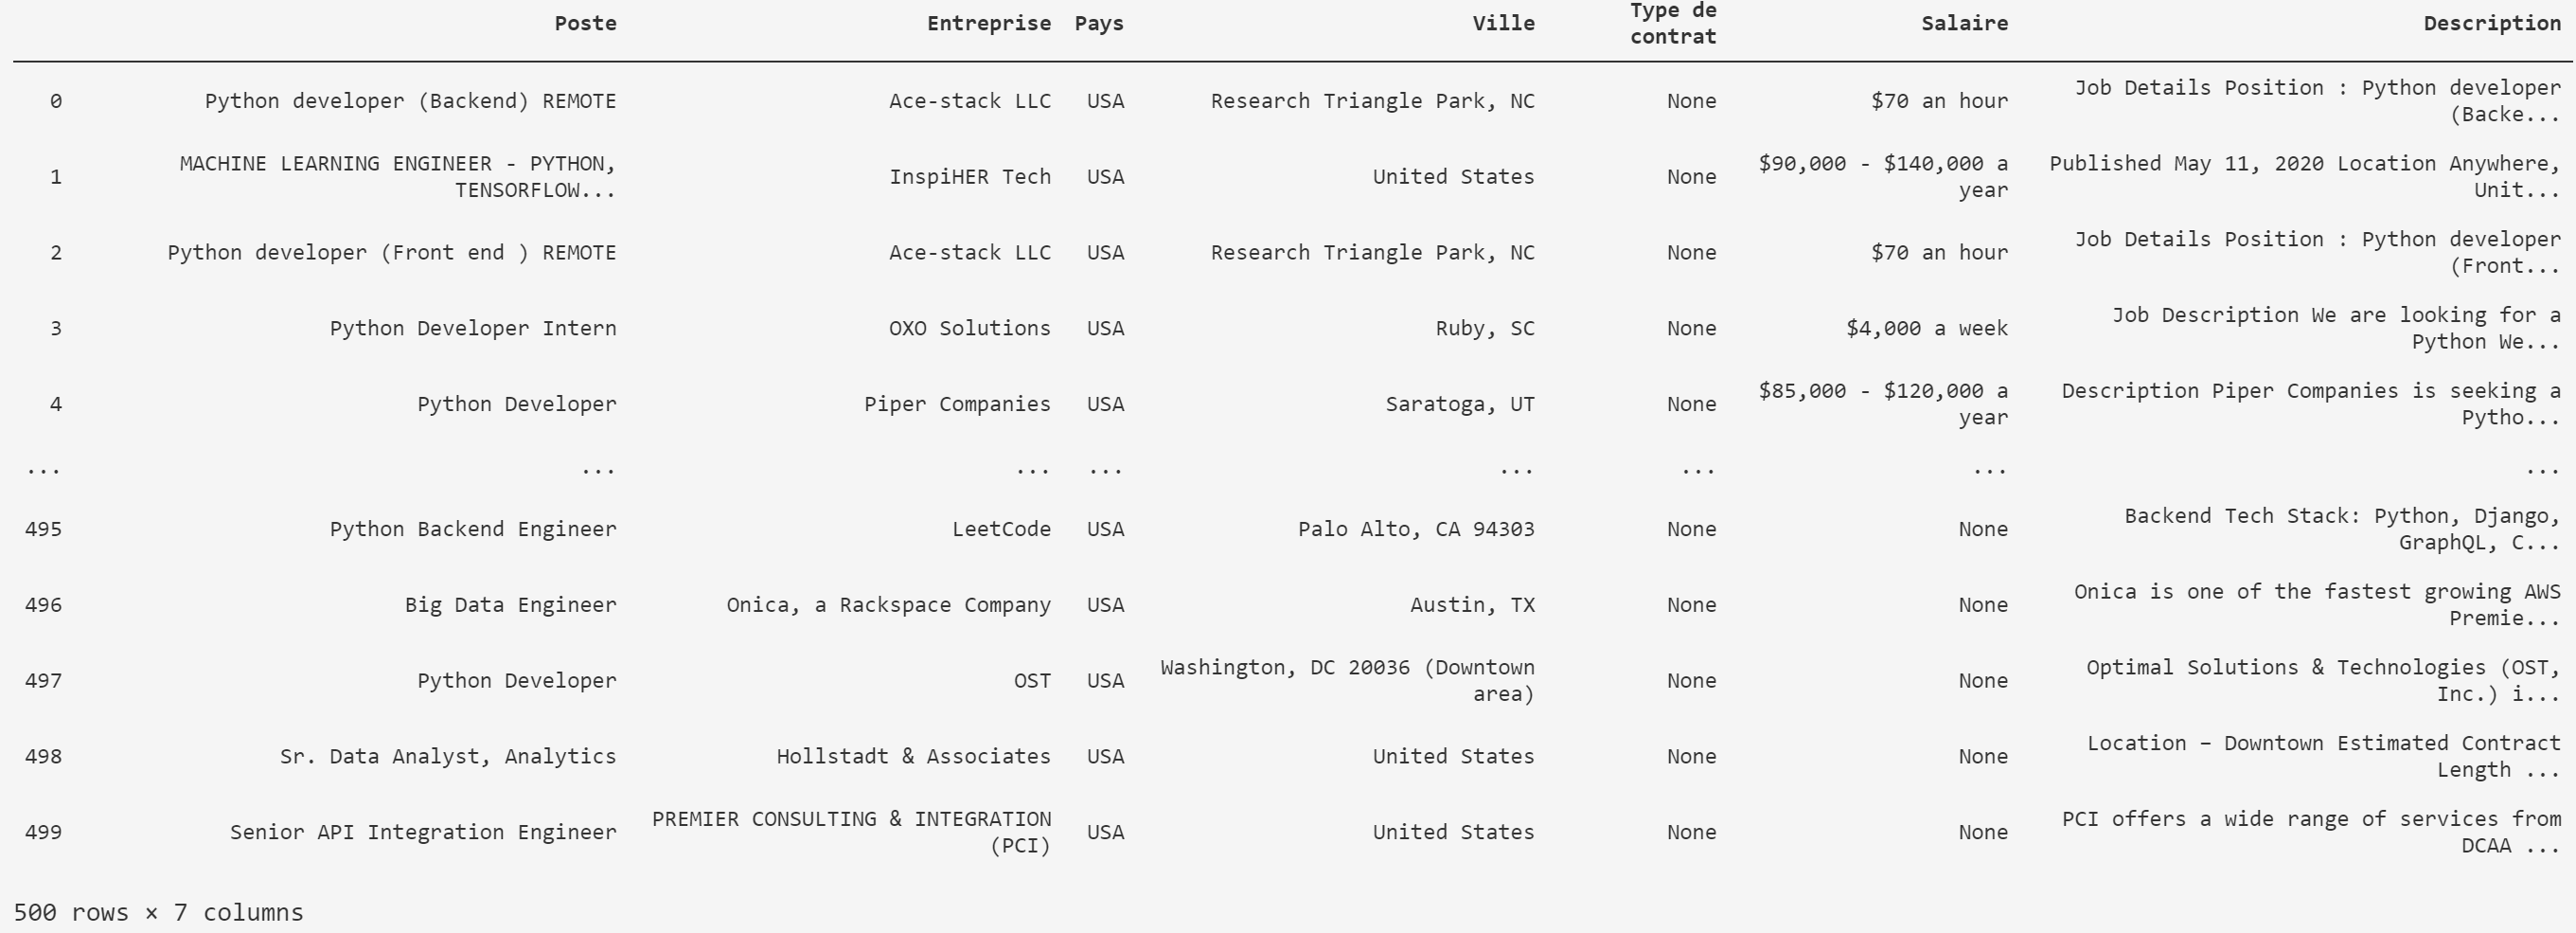 Poste Entreprise Pays Ville Type de contrat Salaire Description
0 Python developer (Backend) REMOTE Ace-stack LLC USA Research Triangle Park, NC None $70 an hour Job Details Position : Python developer (Backe...
1 MACHINE LEARNING ENGINEER - PYTHON, TENSORFLOW... InspiHER Tech USA United States None $90,000 - $140,000 a year Published May 11, 2020 Location Anywhere, Unit...
2 Python developer (Front end ) REMOTE Ace-stack LLC USA Research Triangle Park, NC None $70 an hour Job Details Position : Python developer (Front...
3 Python Developer Intern OXO Solutions USA Ruby, SC None $4,000 a week Job Description We are looking for a Python We...
4 Python Developer Piper Companies USA Saratoga, UT None $85,000 - $120,000 a year Description Piper Companies is seeking a Pytho...
... ... ... ... ... ... ... ...
495 Python Backend Engineer LeetCode USA Palo Alto, CA 94303 None None Backend Tech Stack: Python, Django, GraphQL, C...
496 Big Data Engineer Onica, a Rackspace Company USA Austin, TX None None Onica is one of the fastest growing AWS Premie...
497 Python Developer OST USA Washington, DC 20036 (Downtown area) None None Optimal Solutions & Technologies (OST, Inc.) i...
498 Sr. Data Analyst, Analytics Hollstadt & Associates USA United States None None Location – Downtown Estimated Contract Length ...
499 Senior API Integration Engineer PREMIER CONSULTING & INTEGRATION (PCI) USA United States None None PCI offers a wide range of services from DCAA ...
500 rows × 7 columns